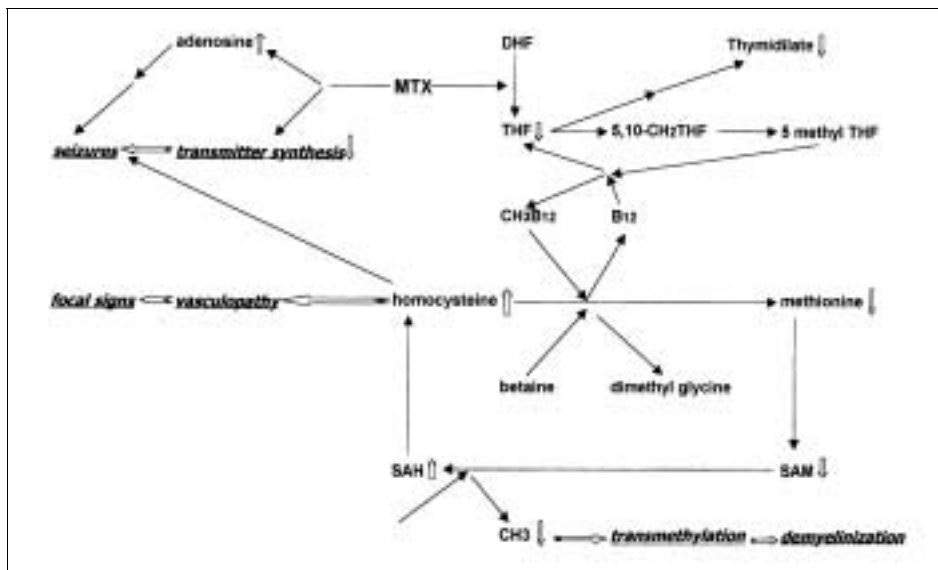 adenosine
DHF
Thymidilate
MTX
THF
5,10-CH2THF
5 methyl THF
seizures
transmitter synthesis
CH3B12
B12
focal signs
vasculopathy
homocysteine
methionine
betaine
dimethyl glycine
SAH
SAM
CH3
transmethylation
demyelinization